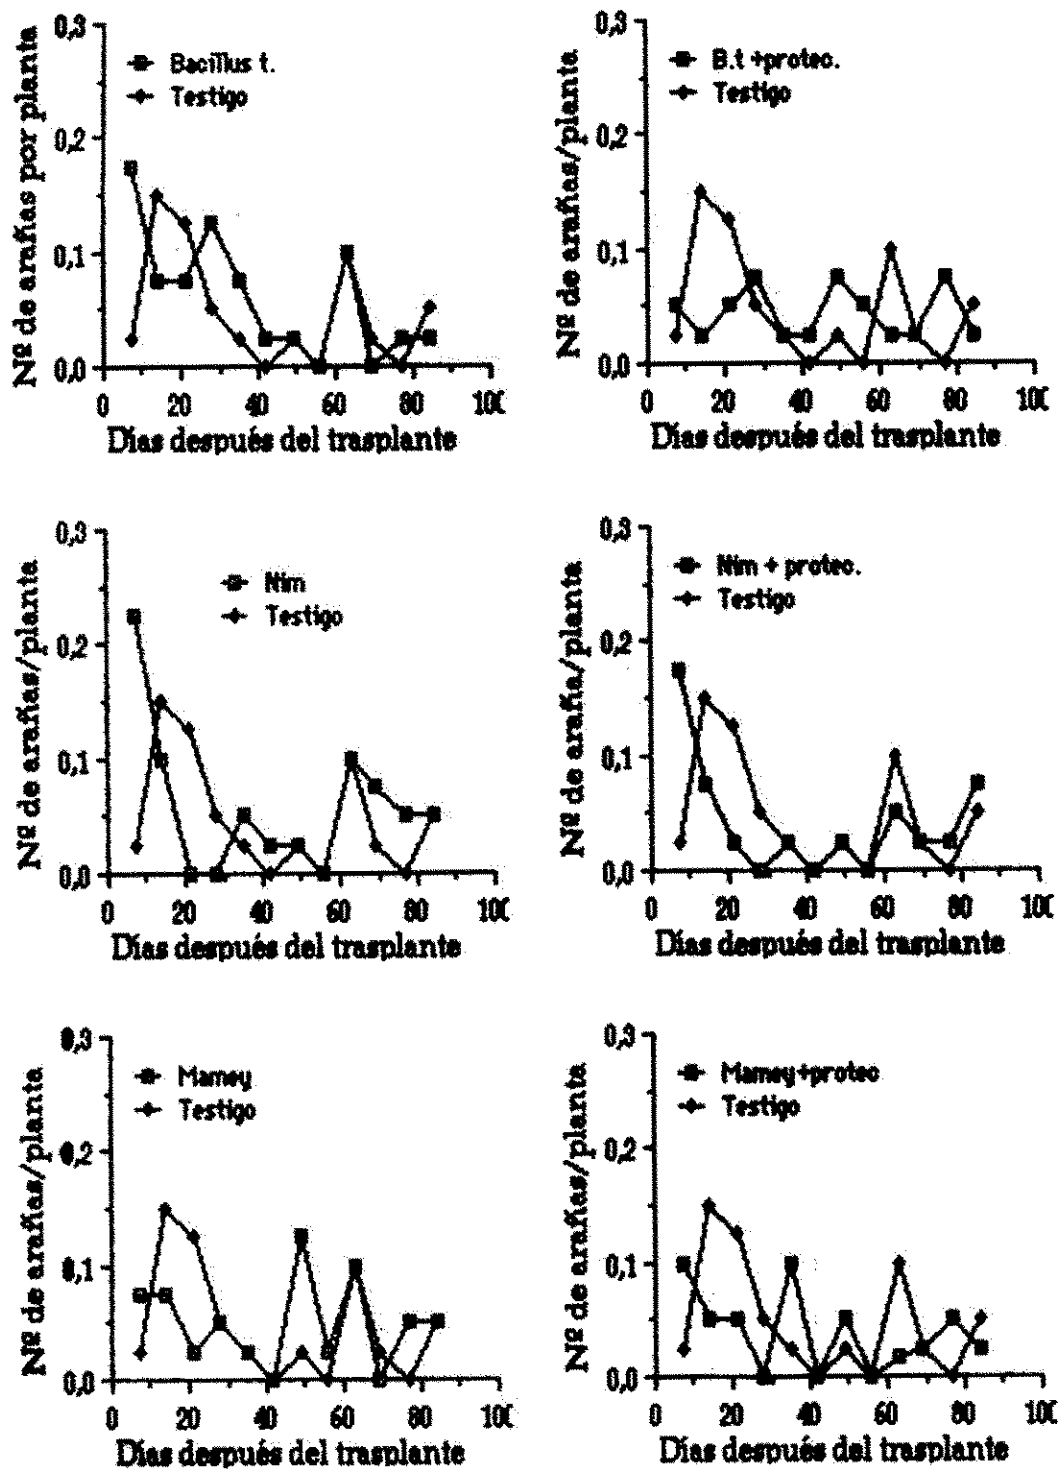 Nº de arañas por planta
0,3
0,2
0,1
0,0
Bacillus t.
Testigo
0 20 40 60 80 100
Días después del trasplante
Nº de arañas/planta
0,3
0,2
0,1
0,0
B.t +protec.
Testigo
0 20 40 60 80 100
Días después del trasplante
Nº de arañas/planta
0,3
0,2
0,1
0,0
Nim
Testigo
0 20 40 60 80 100
Días después del trasplante
Nº de araña/planta
0,3
0,2
0,1
0,0
Nim + protec.
Testigo
0 20 40 60 80 100
Días después del trasplante
Nº de arañas/planta
0,3
0,2
0,1
0,0
Mamey
Testigo
0 20 40 60 80 100
Días después del trasplante
Nº de arañas/planta
0,3
0,2
0,1
0,0
Mamey+protec
Testigo
0 20 40 60 80 100
Días después del trasplante